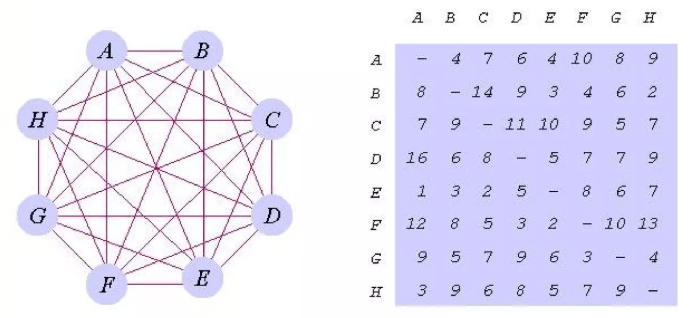 A B
H C
G D
F E
A B C D E F G H
A - 4 7 6 4 10 8 9
B 8 - 14 9 3 4 6 2
C 7 9 - 11 10 9 5 7
D 16 6 8 - 5 7 7 9
E 1 3 2 5 - 8 6 7
F 12 8 5 3 2 - 10 13
G 9 5 7 9 6 3 - 4
H 3 9 6 8 5 7 9 -